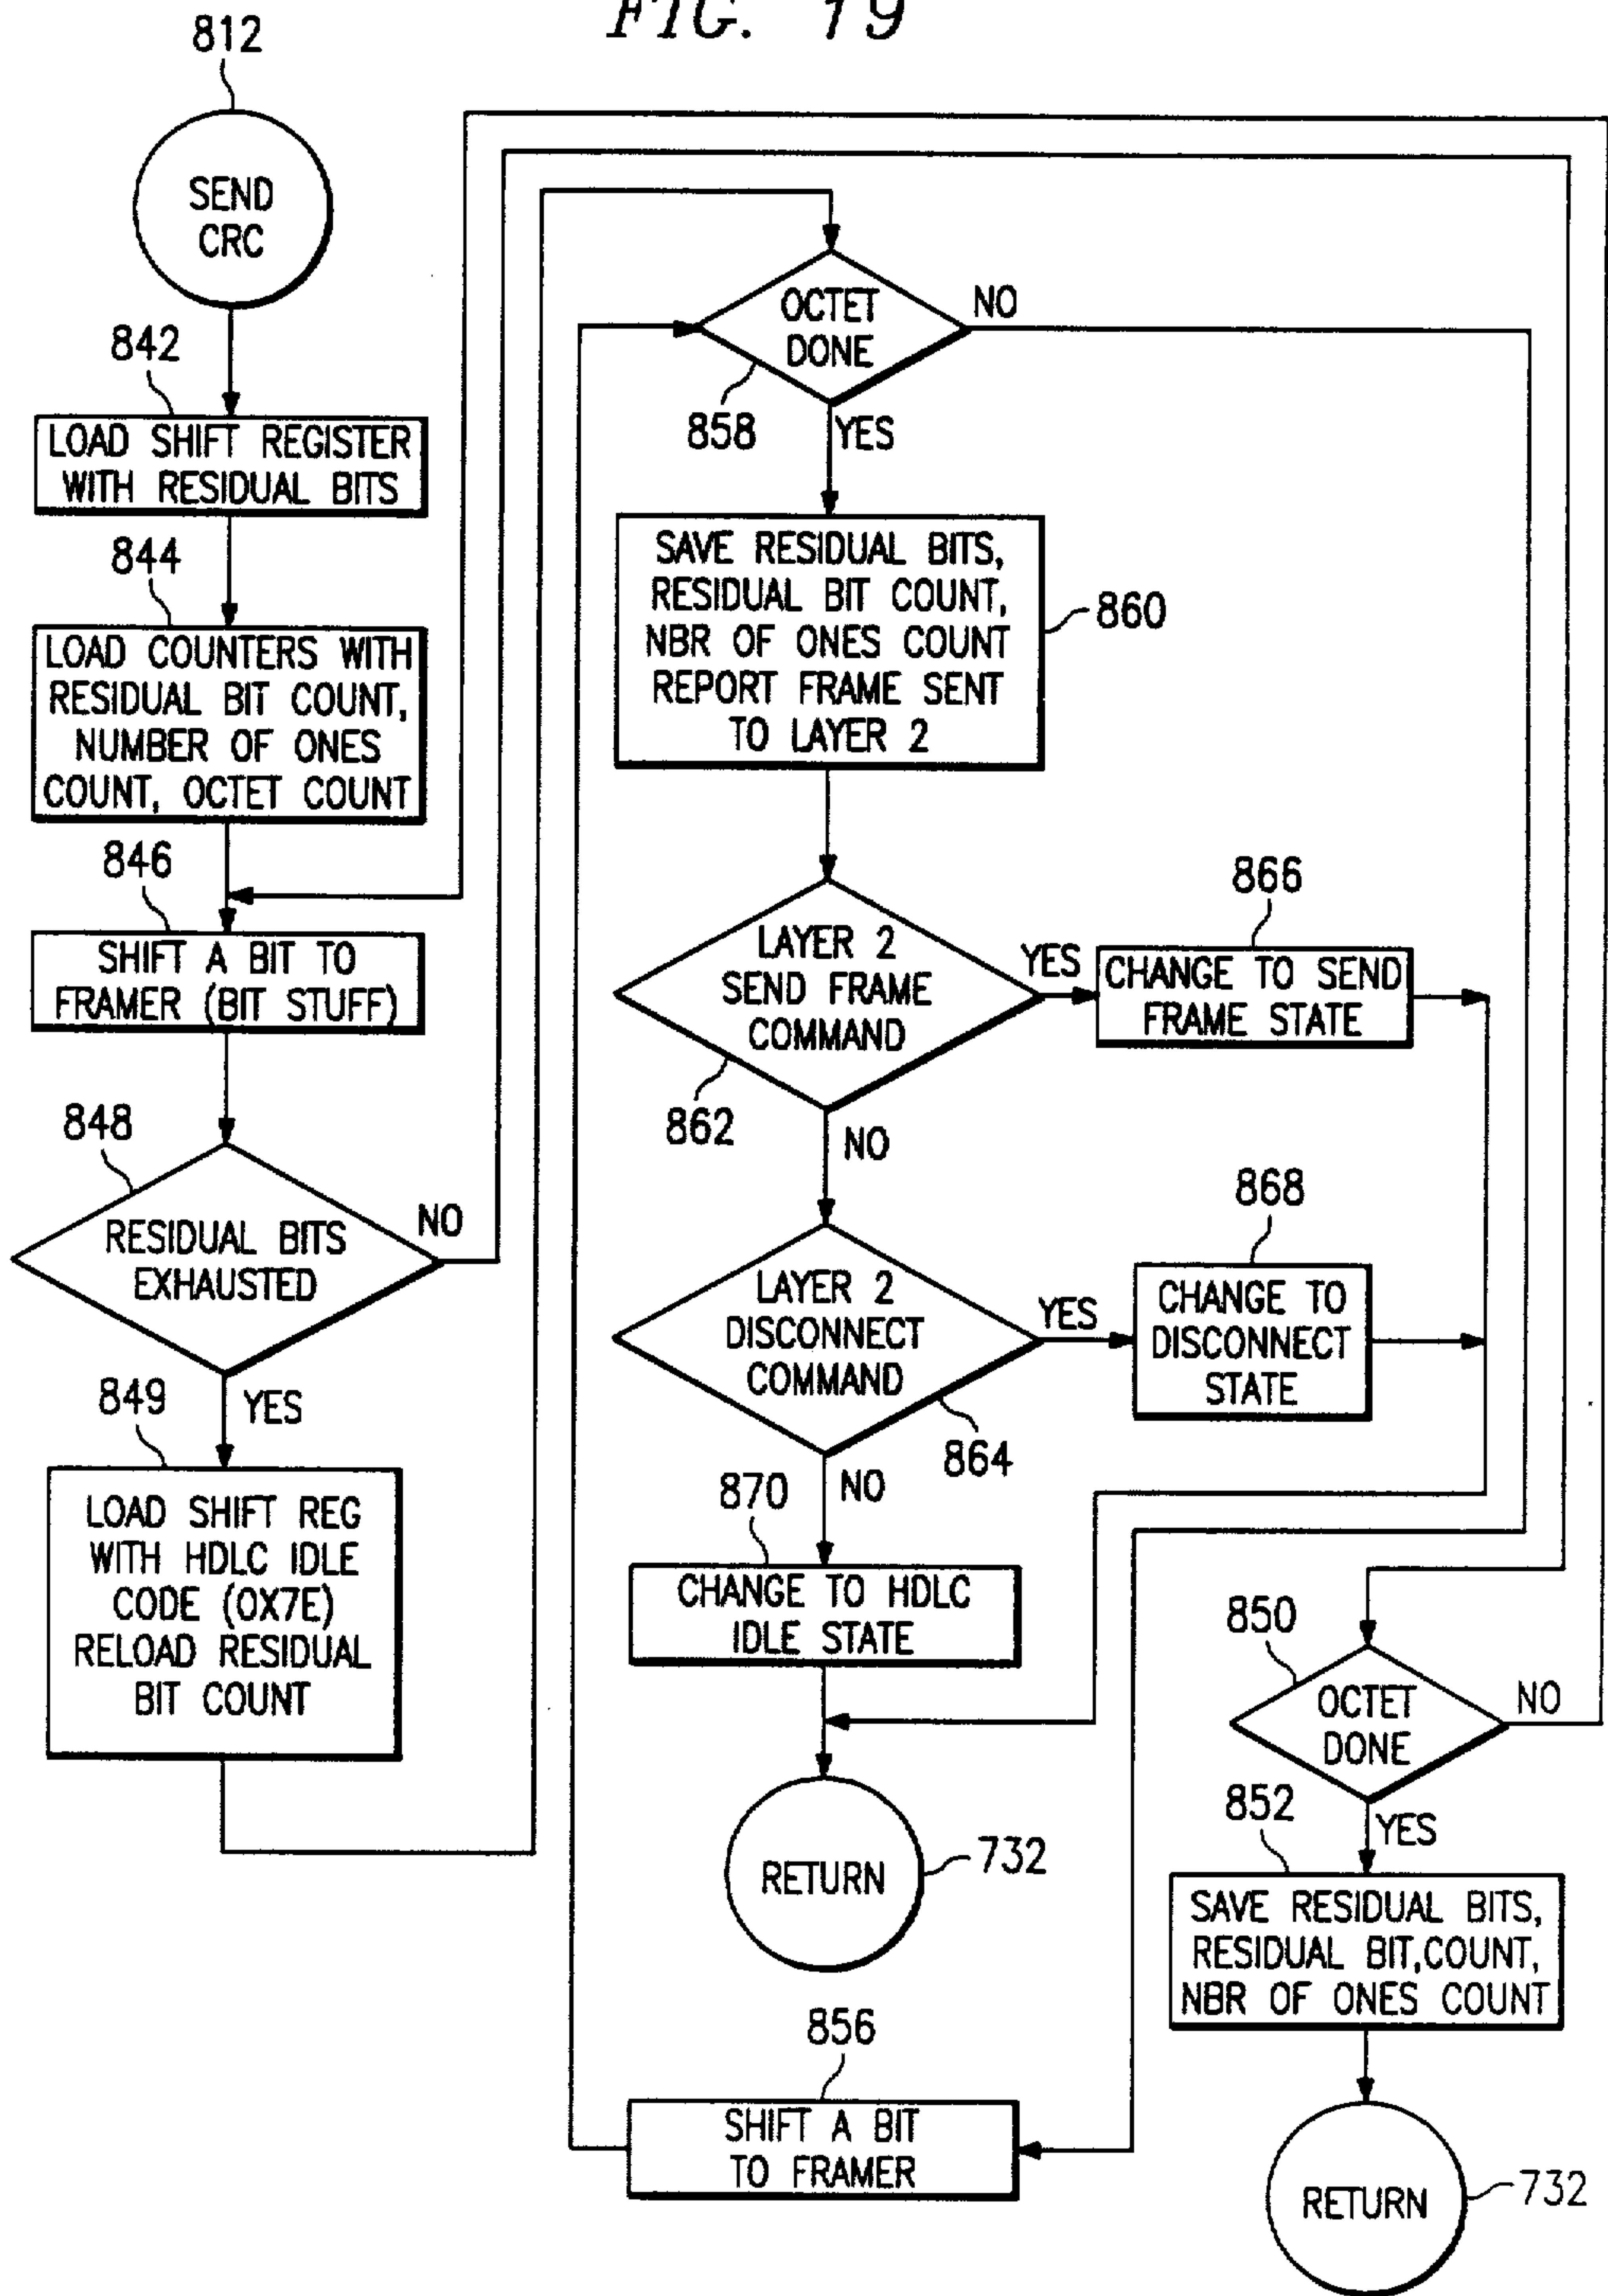 FIG. 19
812
SEND
CRC
842
LOAD SHIFT REGISTER
WITH RESIDUAL BITS
844
LOAD COUNTERS WITH
RESIDUAL BIT COUNT,
NUMBER OF ONES
COUNT, OCTET COUNT
846
SHIFT A BIT TO
FRAMER (BIT STUFF)
848
RESIDUAL BITS
EXHAUSTED
NO
YES
849
LOAD SHIFT REG
WITH HDLC IDLE
CODE (0X7E)
RELOAD RESIDUAL
BIT COUNT
OCTET
DONE
NO
858
YES
SAVE RESIDUAL BITS,
RESIDUAL BIT COUNT,
NBR OF ONES COUNT
REPORT FRAME SENT
TO LAYER 2
860
LAYER 2
SEND FRAME
COMMAND
862
YES
866
CHANGE TO SEND
FRAME STATE
NO
LAYER 2
DISCONNECT
COMMAND
864
YES
868
CHANGE TO
DISCONNECT
STATE
NO
870
CHANGE TO HDLC
IDLE STATE
RETURN
732
856
SHIFT A BIT
TO FRAMER
850
OCTET
DONE
NO
YES
852
SAVE RESIDUAL BITS,
RESIDUAL BIT,COUNT,
NBR OF ONES COUNT
RETURN
732